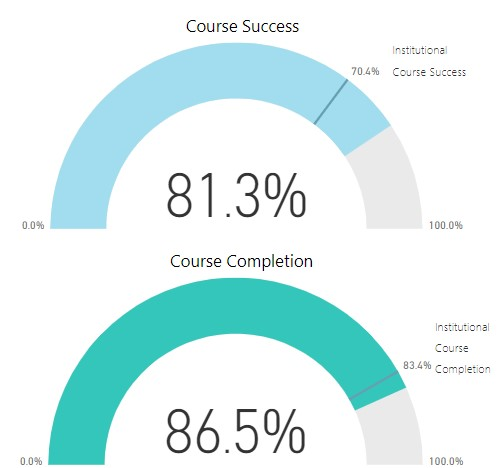 Course Success
Institutional
70.4%
Course Success
81.3%
0.0%
100.0%
Course Completion
Institutional
Course
83.4%
Completion
86.5%
0.0%
100.0%